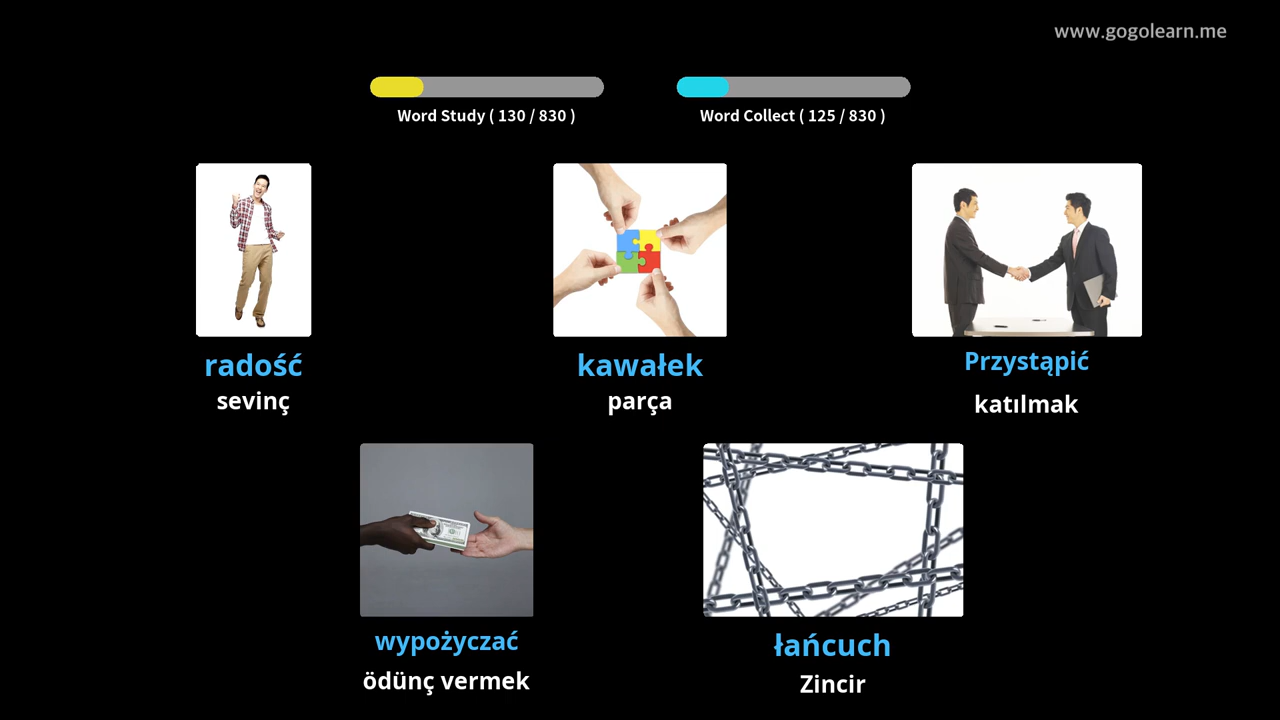 www.gogolearn.me
Word Study ( 130 / 830 )
Word Collect ( 125 / 830 )
radość
sevinç
kawałek
parça
Przystąpić
katılmak
wypożyczać
ödünç vermek
łańcuch
Zincir